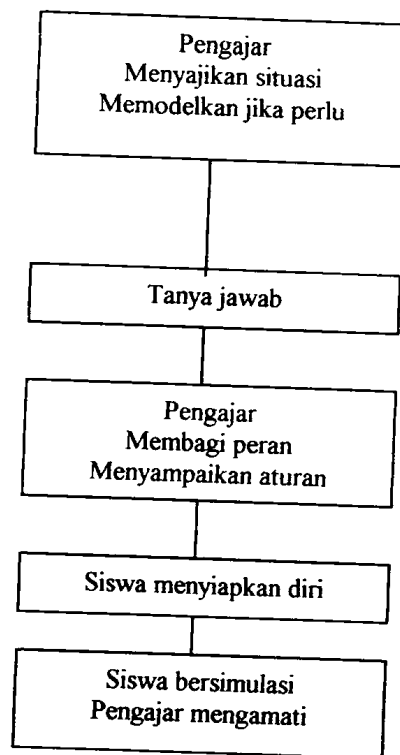 Pengajar
Menyajikan situasi
Memodelkan jika perlu
Tanya jawab
Pengajar
Membagi peran
Menyampaikan aturan
Siswa menyiapkan diri
Siswa bersimulasi
Pengajar mengamati